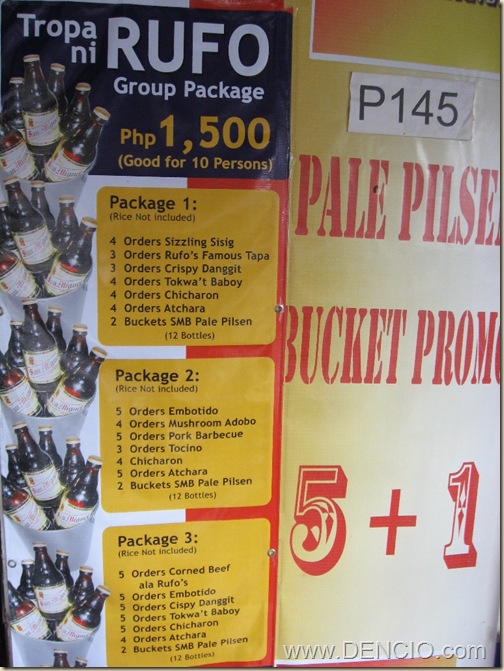 Tropa
ni RUFO
Group Package
Php 1,500
(Good for 10 Persons)
Package 1:
(Rice Not included)
4 Orders Sizzling Sisig
3 Orders Rufo's Famous Tapa
3 Orders Crispy Danggit
4 Orders Tokwa't Baboy
4 Orders Chicharon
4 Orders Atchara
2 Buckets SMB Pale Pilsen
(12 Bottles)
Package 2:
(Rice Not included)
5 Orders Embotido
4 Orders Mushroom Adobo
5 Orders Pork Barbecue
3 Orders Tocino
4 Chicharon
5 Orders Atchara
2 Buckets SMB Pale Pilsen
(12 Bottles)
Package 3:
(Rice Not included)
5 Orders Corned Beef
ala Rufo's
5 Orders Embotido
5 Orders Cispy Danggit
5 Orders Tokwa't Baboy
5 Orders Chicharon
4 Orders Atchara
2 Buckets SMB Pale Pilsen
(12 Bottles)
P145
PALE PILSE
BUCKET PROMO
5 + 1
www.DENCIO.com